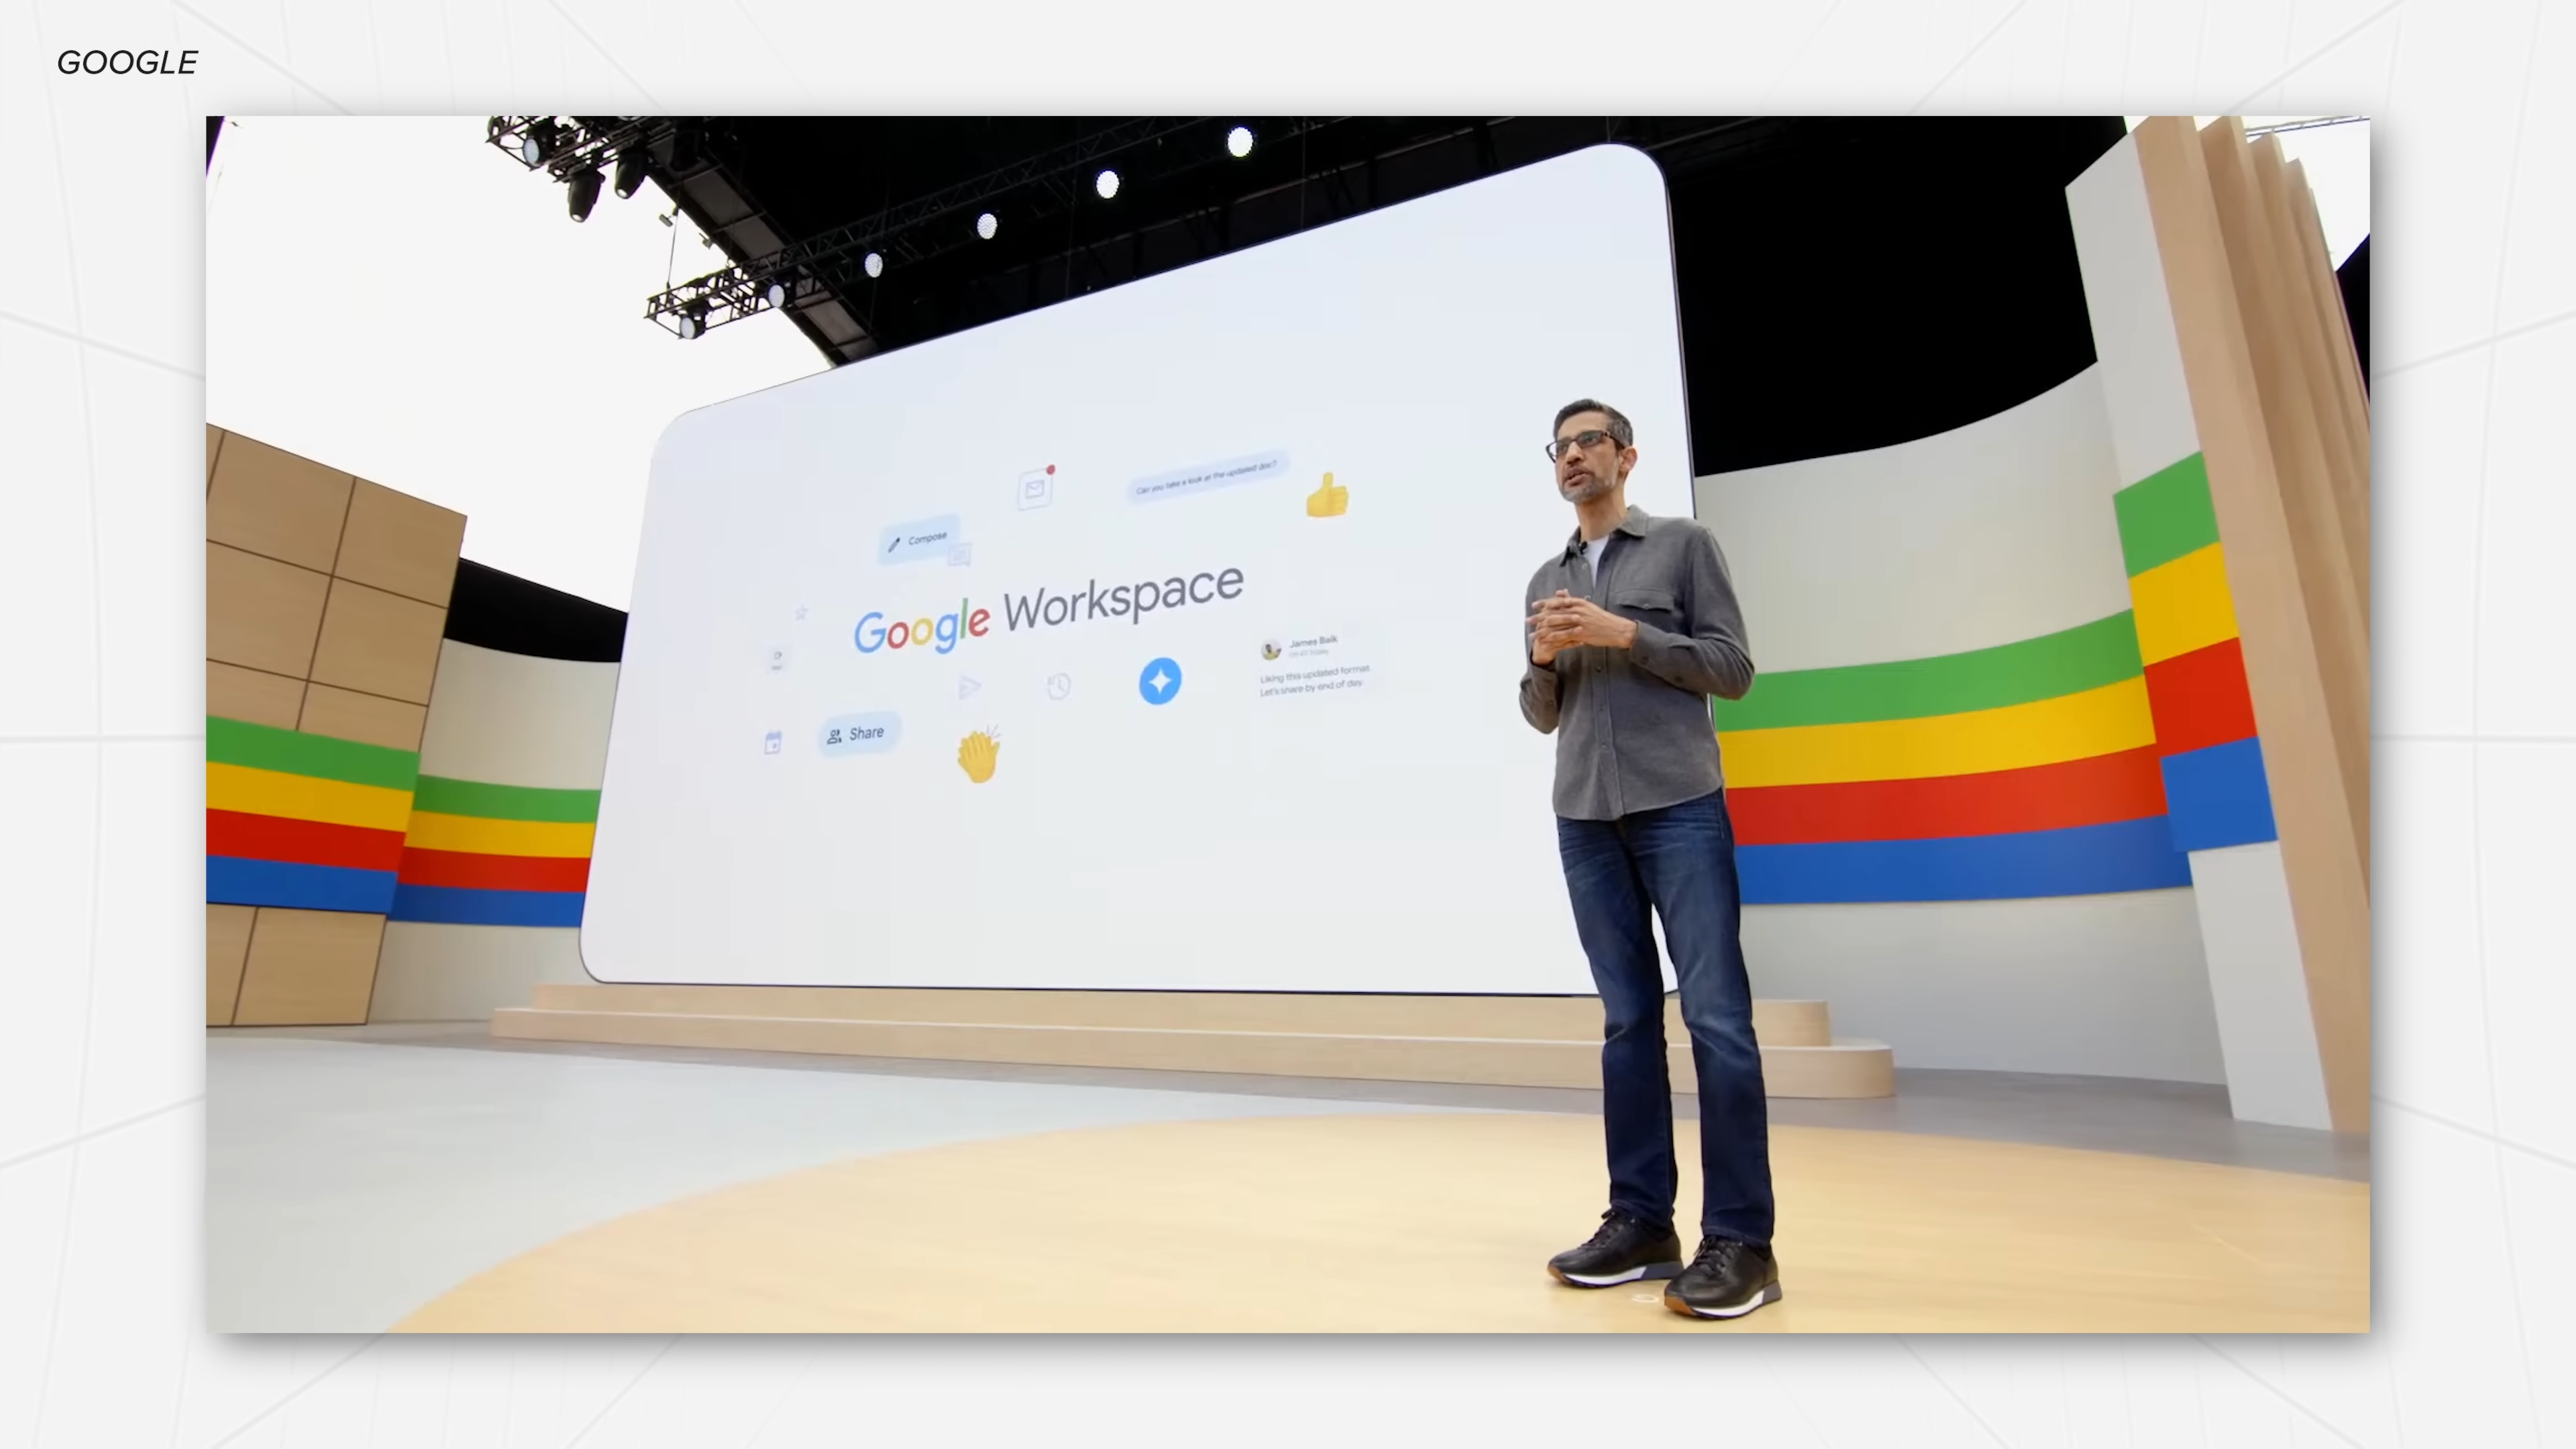 GOOGLE
Can you take a look at the updated doc?
Compose
Google Workspace
James Baik
Liking this updated format.
Let's share by end of day.
Share